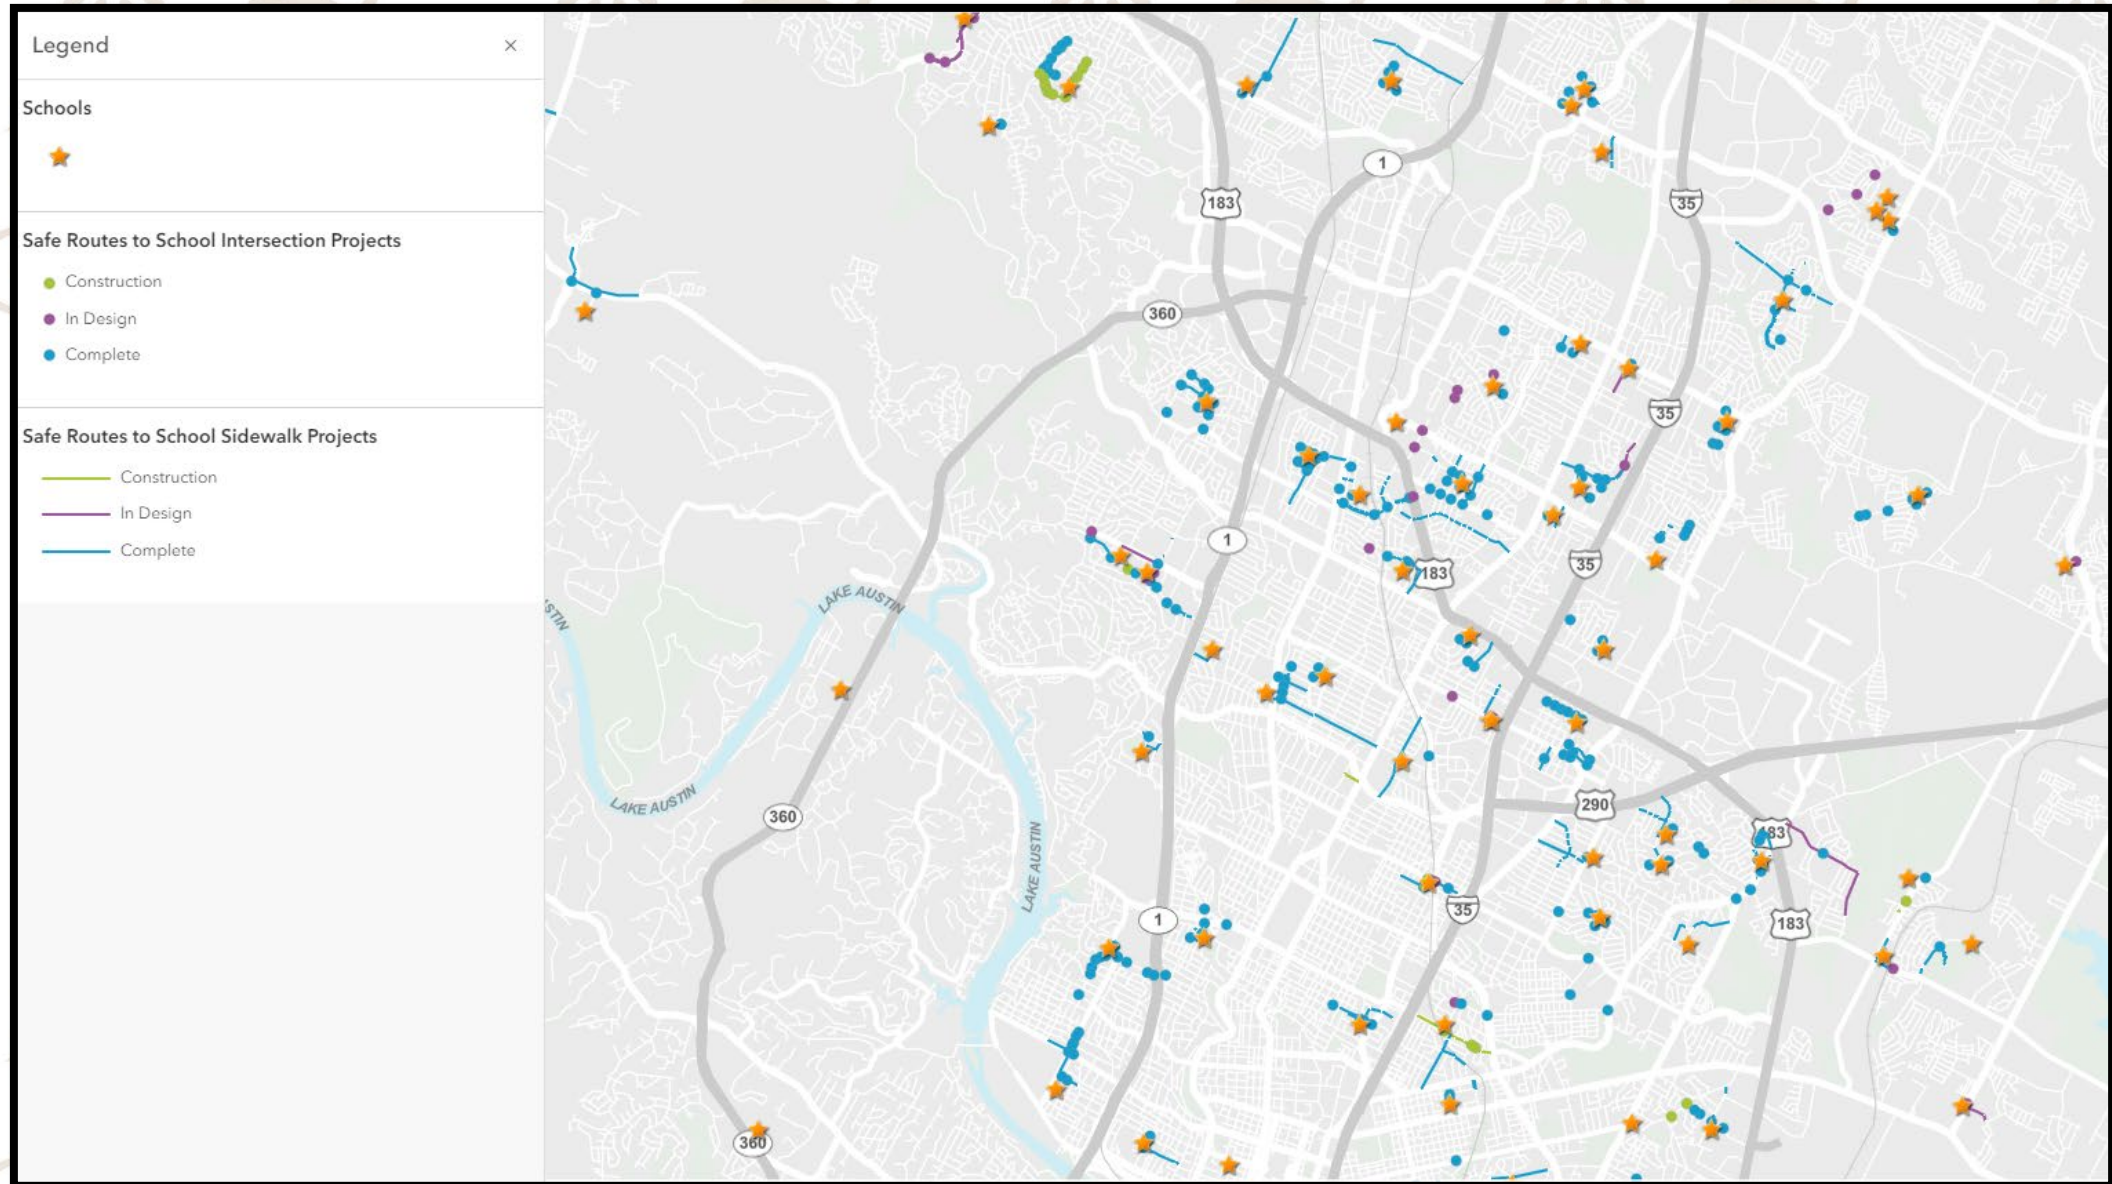 Legend
×
Schools
Safe Routes to School Intersection Projects
Construction
In Design
Complete
Safe Routes to School Sidewalk Projects
Construction
In Design
Complete
1
183
35
360
35
1
183
35
STIN
LAKE AUSTIN
LAKE AUSTIN
360
LAKE AUSTIN
290
183
1
35
183
360